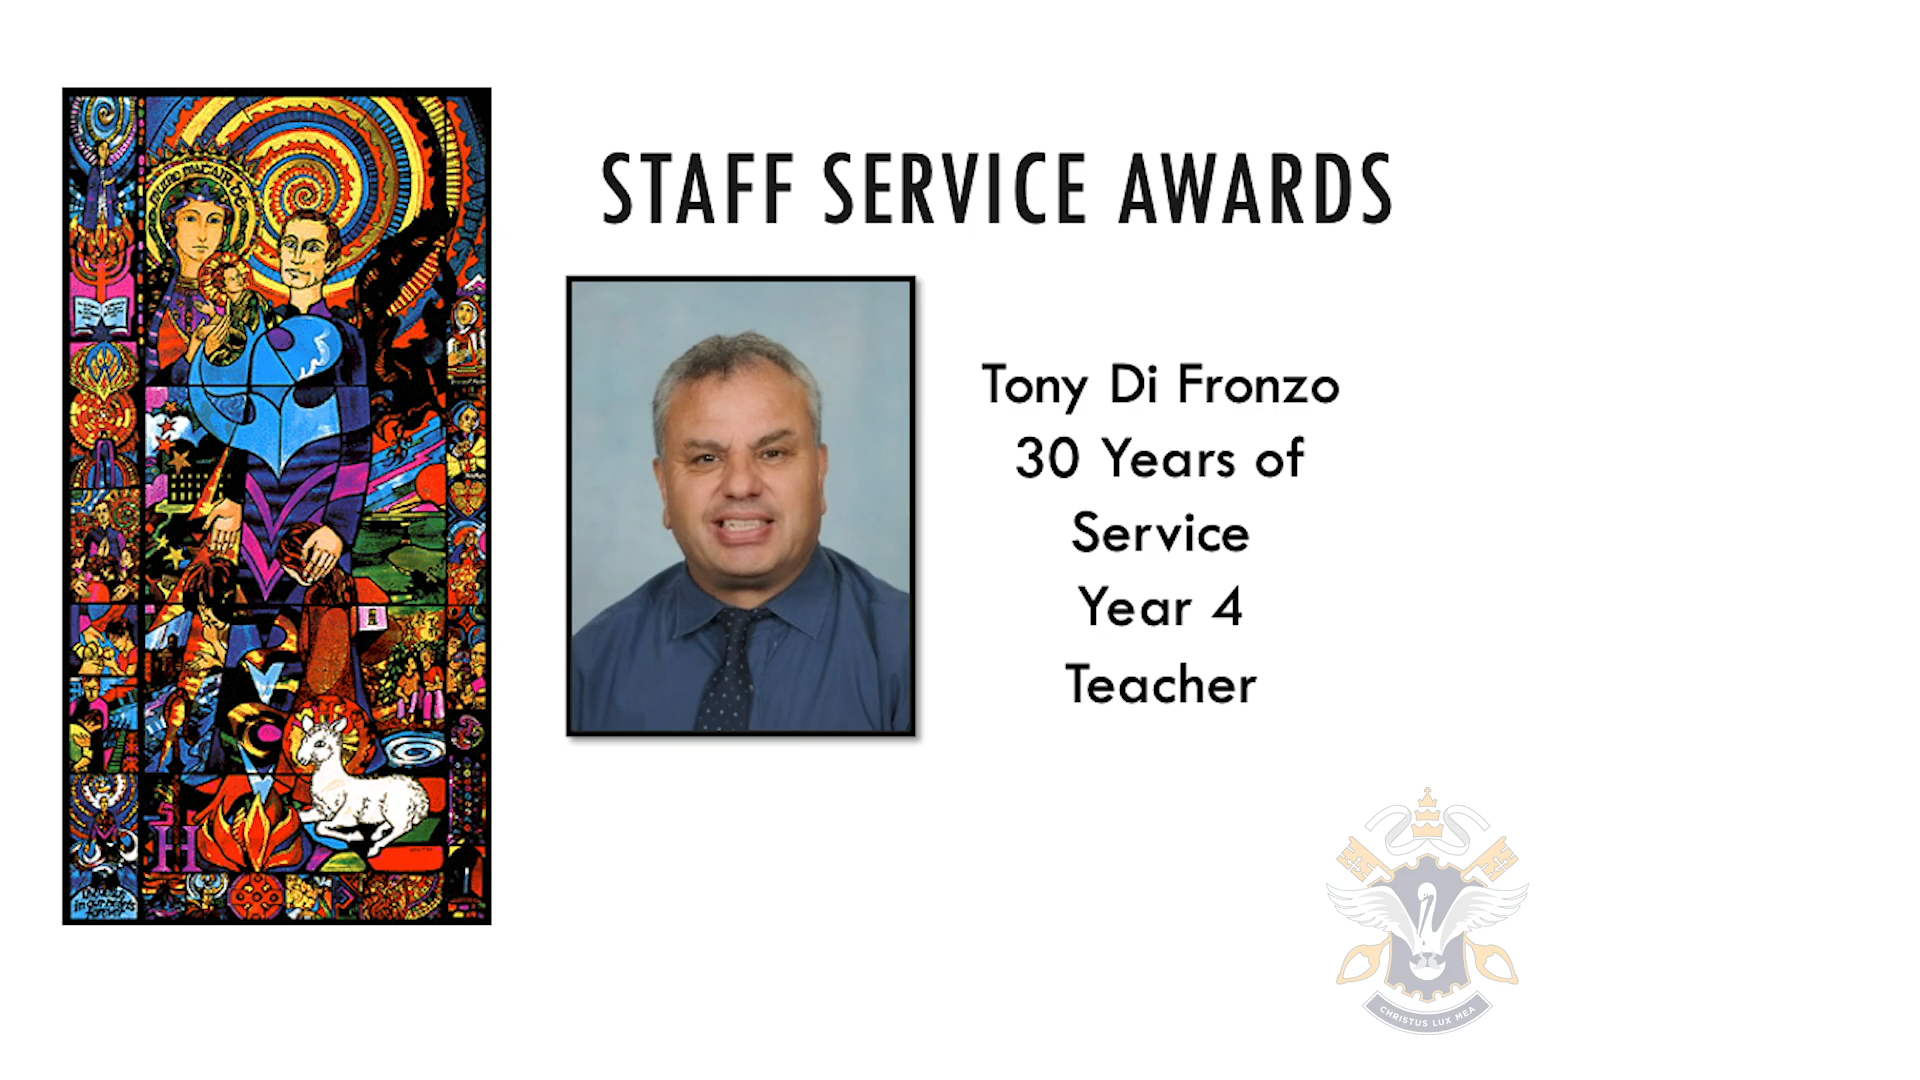 STAFF SERVICE AWARDS
Tony Di Fronzo
30 Years of
Service
Year 4
Teacher
CHRISTUS LUX MEA